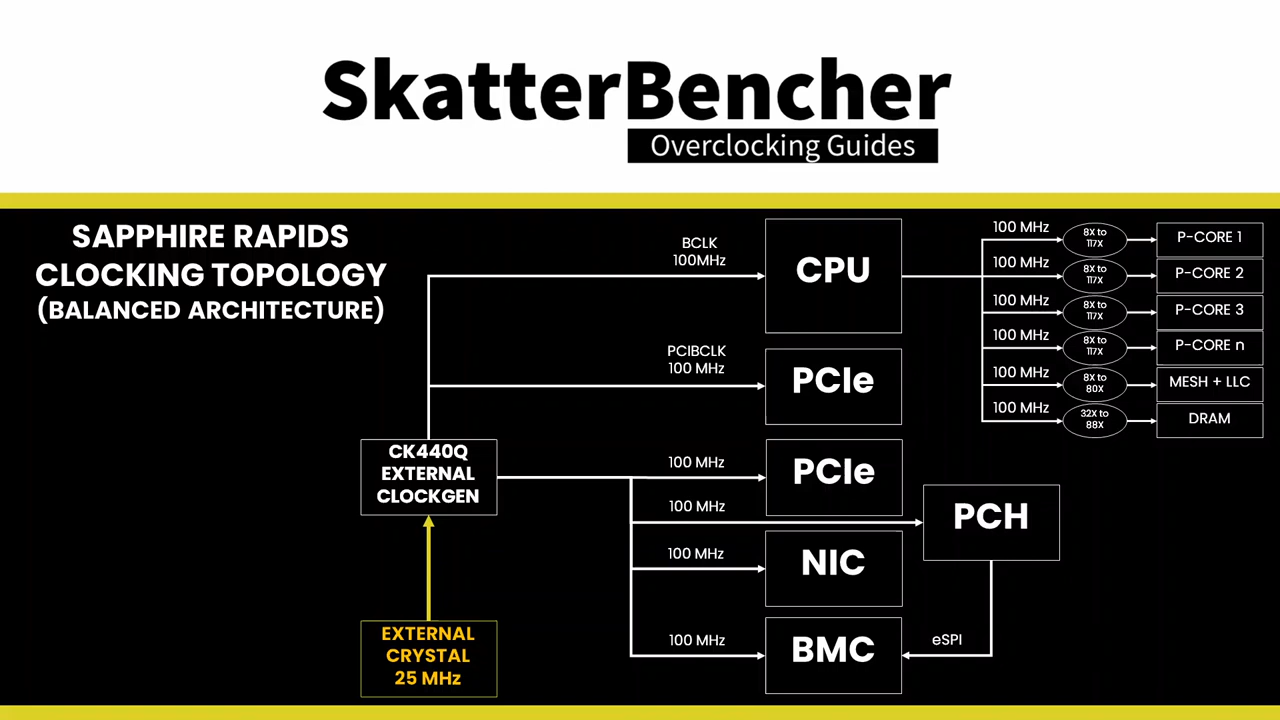 SkatterBencher
Overclocking Guides
SAPPHIRE RAPIDS
CLOCKING TOPOLOGY
(BALANCED ARCHITECTURE)
BCLK
100MHz
CPU
PCIBCLK
100 MHz
PCIe
CK440Q
EXTERNAL
CLOCKGEN
EXTERNAL
CRYSTAL
25 MHz
100 MHz
PCIe
100 MHz
PCH
100 MHz
NIC
100 MHz
BMC
eSPI
100 MHz
8X to
117X
P-CORE 1
100 MHz
8X to
117X
P-CORE 2
100 MHz
8X to
117X
P-CORE 3
100 MHz
8X to
117X
P-CORE n
100 MHz
8X to
80X
MESH + LLC
100 MHz
32X to
88X
DRAM